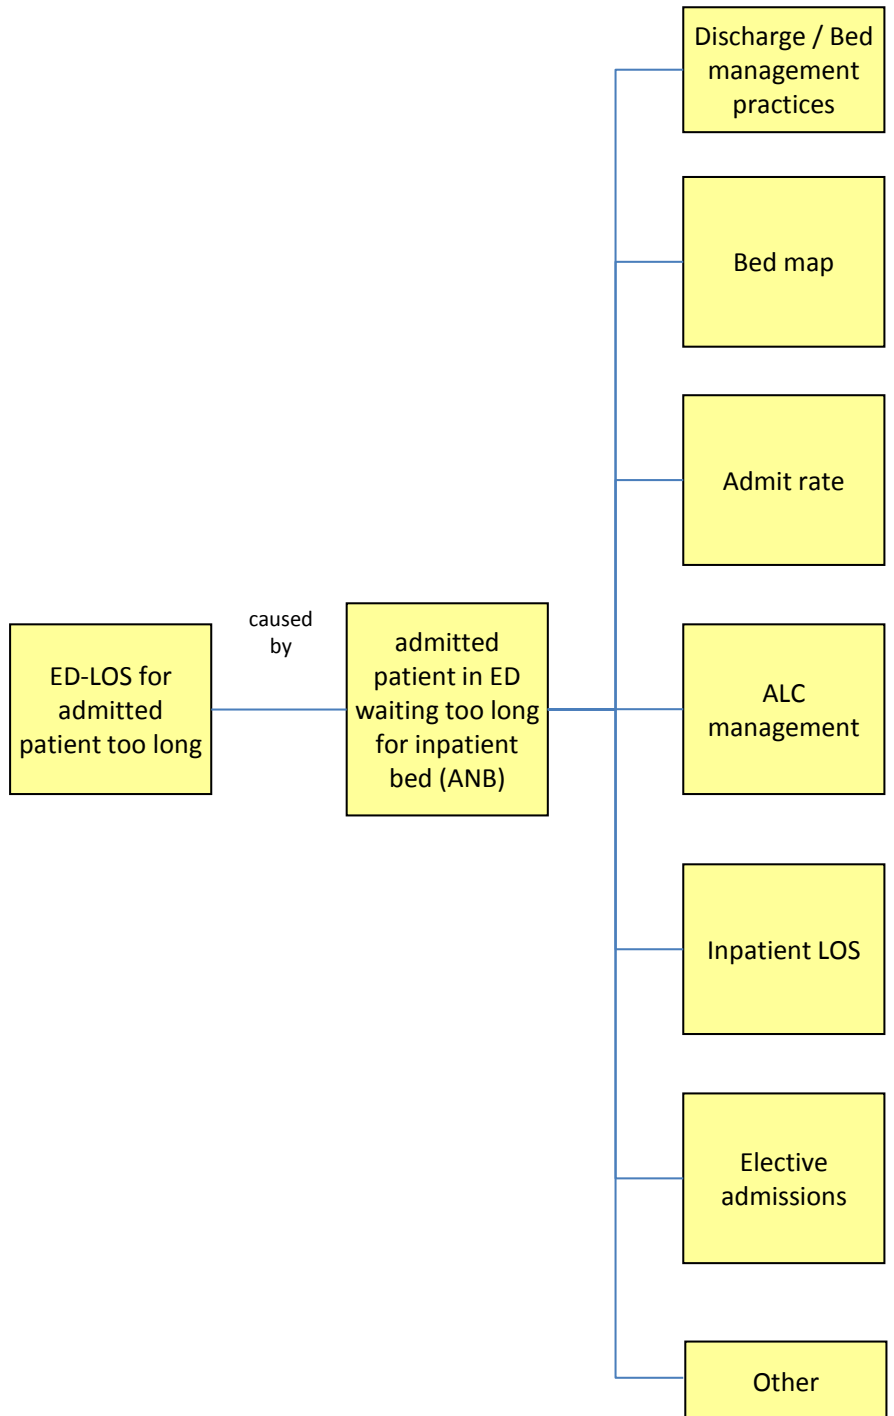 Discharge / Bed
management
practices
Bed map
Admit rate
ED-LOS for
admitted
patient too long
caused
by
admitted
patient in ED
waiting too long
for inpatient
bed (ANB)
ALC
management
Inpatient LOS
Elective
admissions
Other